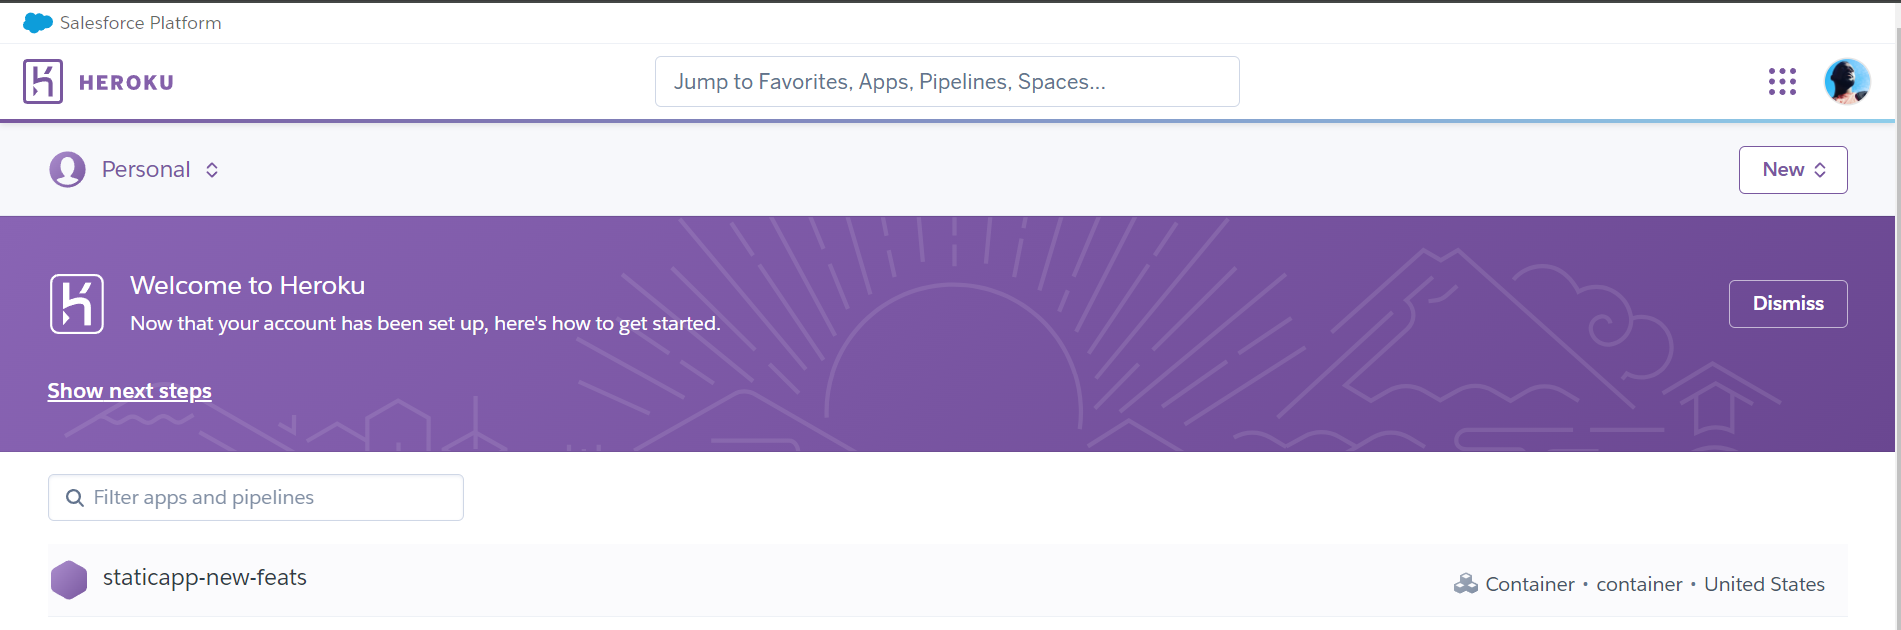 Salesforce Platform
HEROKU
Jump to Favorites, Apps, Pipelines, Spaces...
Personal
New
Welcome to Heroku
Now that your account has been set up, here's how to get started.
Dismiss
Show next steps
Filter apps and pipelines
staticapp-new-feats
Container • container • United States